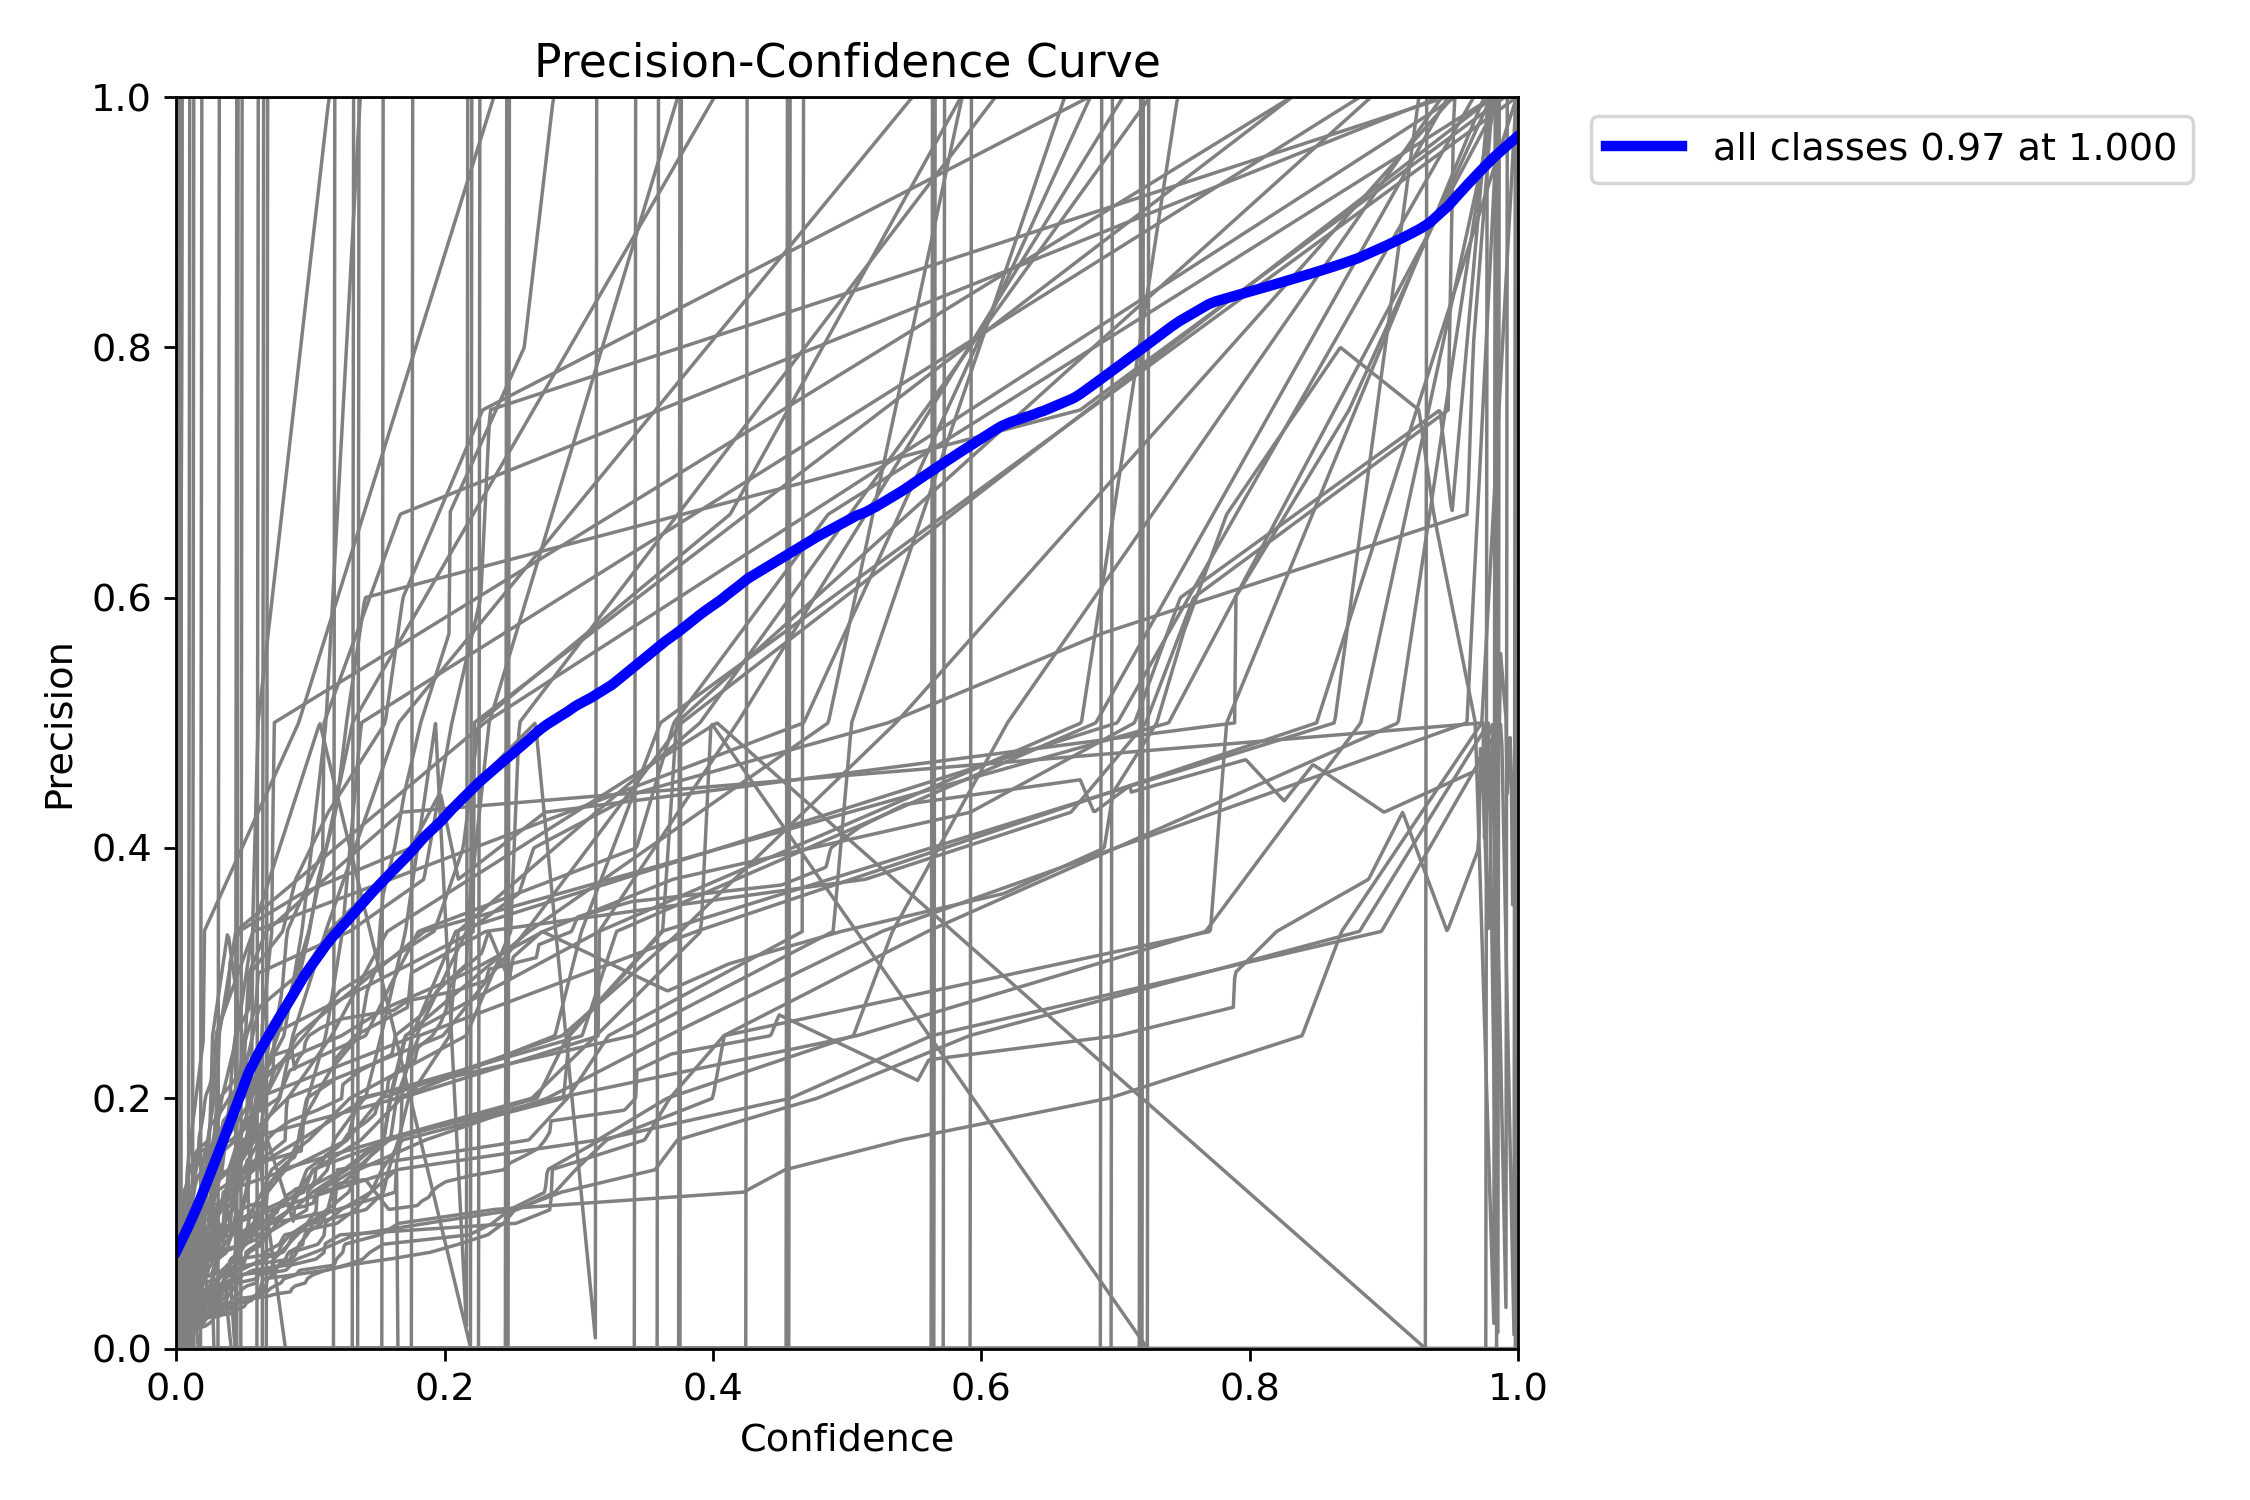 Precision-Confidence Curve
all classes 0.97 at 1.000
1.0
0.8
0.6
0.4
0.2
0.0
Precision
0.0 0.2 0.4 0.6 0.8 1.0
Confidence